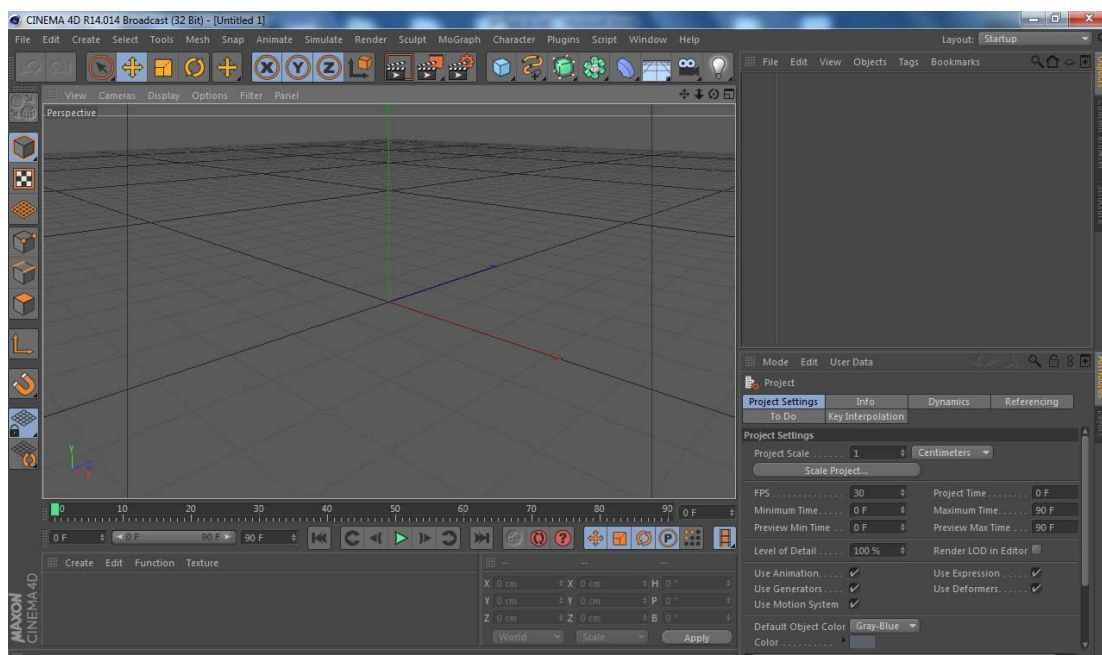 CINEMA 4D R14.014 Broadcast (32 Bit) - [Untitled 1]
File Edit Create Select Tools Mesh Snap Animate Simulate Render Sculpt MoGraph Character Plugins Script Window Help Layout: Startup
File Edit View Objects Tags Bookmarks
View Cameras Display Options Filter Panel
Perspective
Y
Z
X
Mode Edit User Data
Project
Project Settings Info Dynamics Referencing
To Do Key Interpolation
Project Settings
Project Scale ...... 1 Centimeters
Scale Project...
FPS .............. 30 Project Time ........ 0 F
Minimum Time..... 0 F Maximum Time..... 90 F
Preview Min Time .. 0 F Preview Max Time ... 90 F
Level of Detail ..... 100 % Render LOD in Editor
Use Animation..... Use Expression .....
Use Generators .... Use Deformers......
Use Motion System
Default Object Color Gray-Blue
Color ..........
0 10 20 30 40 50 60 70 80 90 0 F
0 F 0 F 90 F 90 F
Create Edit Function Texture
-- -- --
X 0 cm X 0 cm H 0 °
Y 0 cm Y 0 cm P 0 °
Z 0 cm Z 0 cm B 0 °
World Scale Apply
MAXON
CINEMA 4D